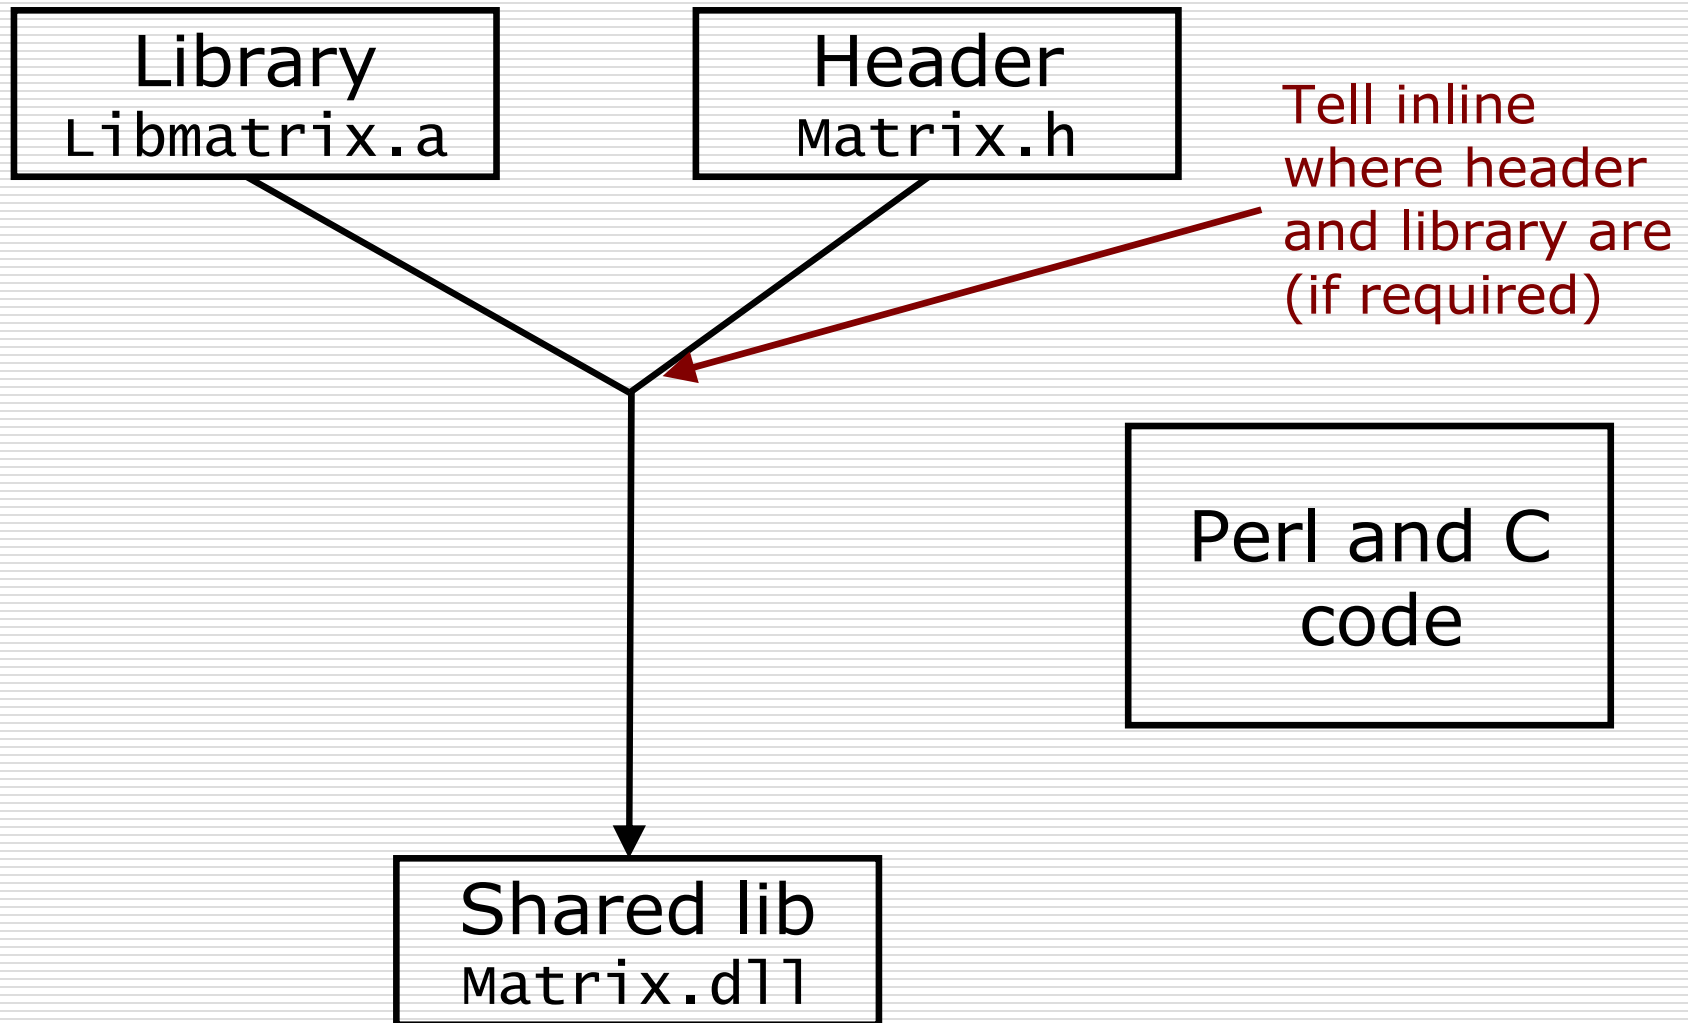 Library
Libmatrix.a
Header
Matrix.h
Tell inline
where header
and library are
(if required)
Perl and C
code
Shared lib
Matrix.dll